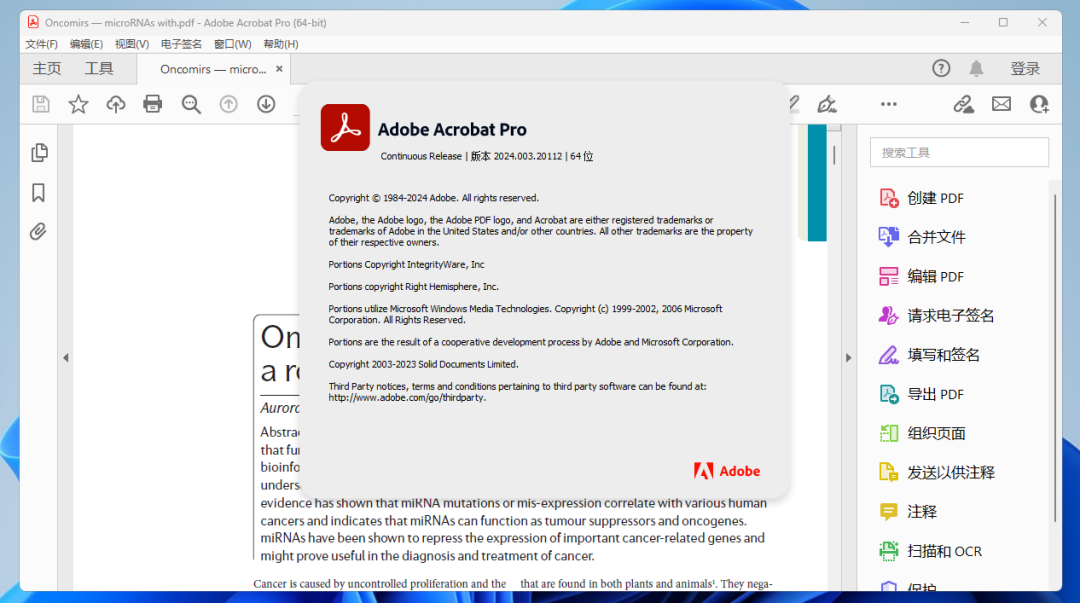 Oncomirs — microRNAs with.pdf - Adobe Acrobat Pro (64-bit)
文件(F) 编辑(E) 视图(V) 电子签名 窗口(W) 帮助(H)
主页 工具 Oncomirs — micro... × 登录
搜索工具
创建 PDF
合并文件
编辑 PDF
请求电子签名
填写和签名
导出 PDF
组织页面
发送以供注释
注释
扫描和 OCR
保护
Adobe Acrobat Pro
Continuous Release | 版本 2024.003.20112 | 64 位
Copyright © 1984-2024 Adobe. All rights reserved.
Adobe, the Adobe logo, the Adobe PDF logo, and Acrobat are either registered trademarks or
trademarks of Adobe in the United States and/or other countries. All other trademarks are the property
of their respective owners.
Portions Copyright IntegrityWare, Inc
Portions copyright Right Hemisphere, Inc.
Portions utilize Microsoft Windows Media Technologies. Copyright (c) 1999-2002, 2006 Microsoft
Corporation. All Rights Reserved.
Portions are the result of a cooperative development process by Adobe and Microsoft Corporation.
Copyright 2003-2023 Solid Documents Limited.
Third Party notices, terms and conditions pertaining to third party software can be found at:
http://www.adobe.com/go/thirdparty.
Adobe
a
that
evidence has shown that miRNA mutations or mis-expression correlate with various human
cancers and indicates that miRNAs can function as tumour suppressors and oncogenes.
miRNAs have been shown to repress the expression of important cancer-related genes and
might prove useful in the diagnosis and treatment of cancer.
Cancer is caused by uncontrolled proliferation and the that are found in both plants and animals¹. They nega-